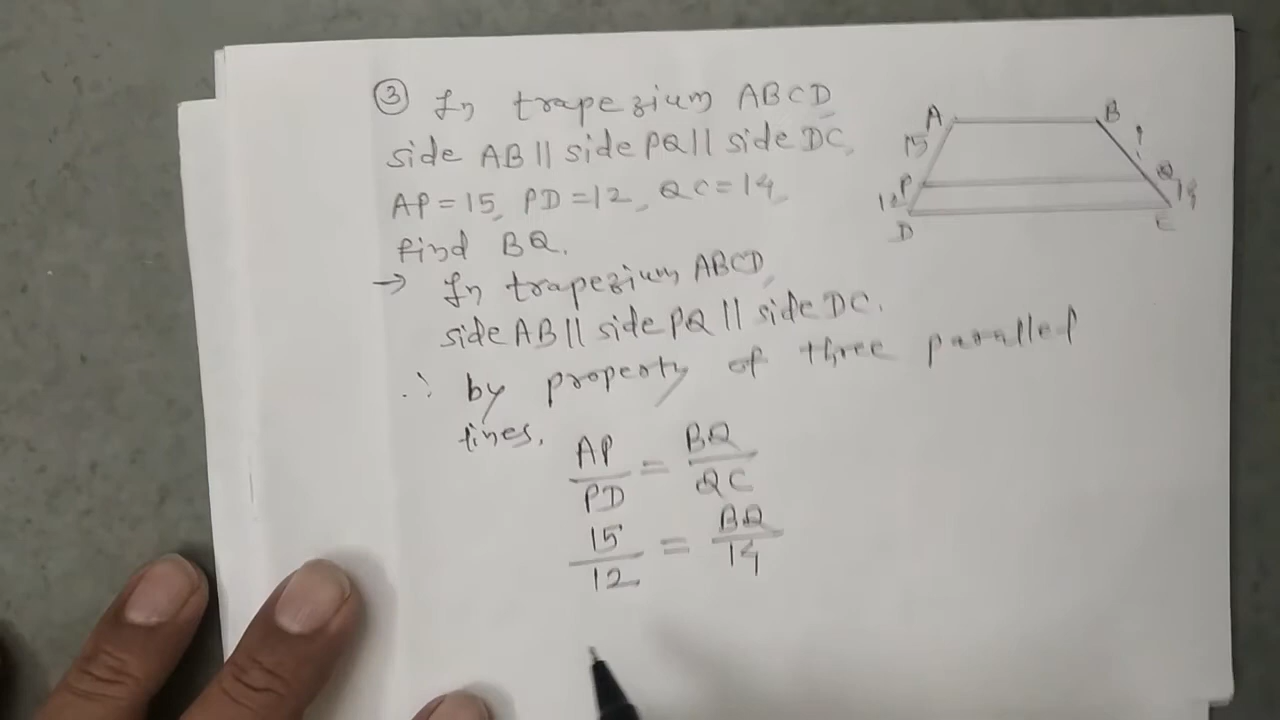 ③ In trapezium ABCD
side AB || side PQ || side DC,
AP = 15, PD = 12, QC = 14,
find BQ.
→ In trapezium ABCD,
side AB || side PQ || side DC.
∴ by property of three parallel
lines,
AP/PD = BQ/QC
15/12 = BQ/14
A B
15 ?
P Q
12 14
D C